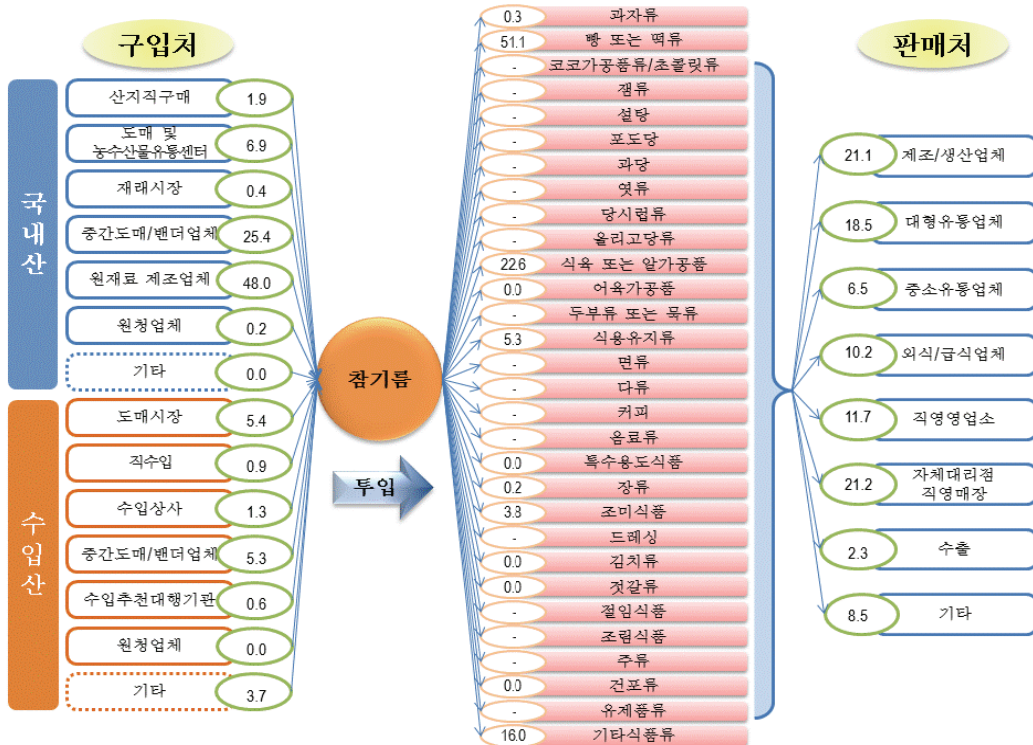 구입처
국내산
산지직구매
1.9
도매 및
농수산물유통센터
6.9
재래시장
0.4
중간도매/밴더업체
25.4
원재료 제조업체
48.0
원청업체
0.2
기타
0.0
수입산
도매시장
5.4
직수입
0.9
수입상사
1.3
중간도매/밴더업체
5.3
수입추천대행기관
0.6
원청업체
0.0
기타
3.7
참기름
투입
0.3 과자류
51.1 빵 또는 떡류
- 코코가공품류/초콜릿류
- 잼류
- 설탕
- 포도당
- 과당
- 엿류
- 당시럽류
- 올리고당류
22.6 식육 또는 알가공품
0.0 어육가공품
- 두부류 또는 묵류
5.3 식용유지류
- 면류
- 다류
- 커피
- 음료류
0.0 특수용도식품
0.2 장류
3.8 조미식품
- 드레싱
0.0 김치류
0.0 젓갈류
- 절임식품
- 조림식품
- 주류
0.0 건포류
- 유제품류
16.0 기타식품류
판매처
21.1 제조/생산업체
18.5 대형유통업체
6.5 중소유통업체
10.2 외식/급식업체
11.7 직영영업소
21.2 자체대리점
직영매장
2.3 수출
8.5 기타